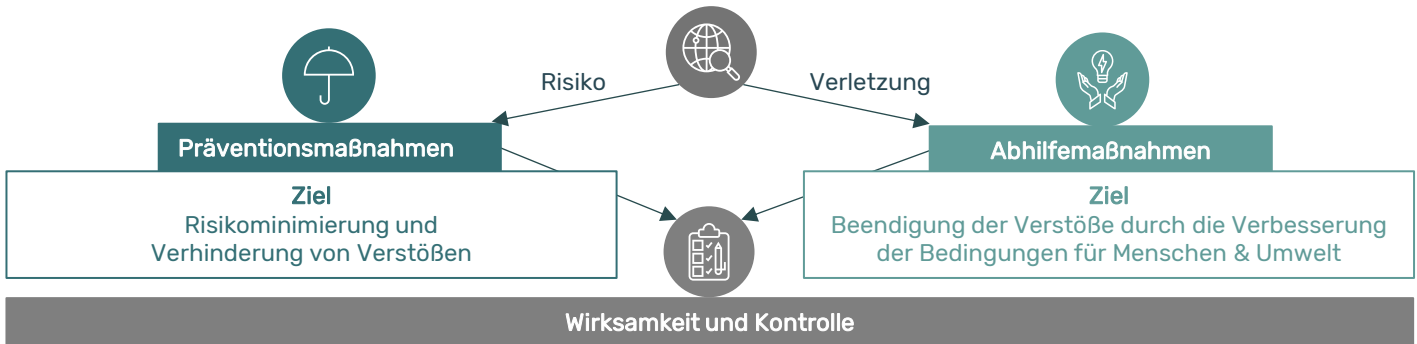 Risiko
Verletzung
Präventionsmaßnahmen
Ziel
Risikominimierung und
Verhinderung von Verstößen
Abhilfemaßnahmen
Ziel
Beendigung der Verstöße durch die Verbesserung
der Bedingungen für Menschen & Umwelt
Wirksamkeit und Kontrolle